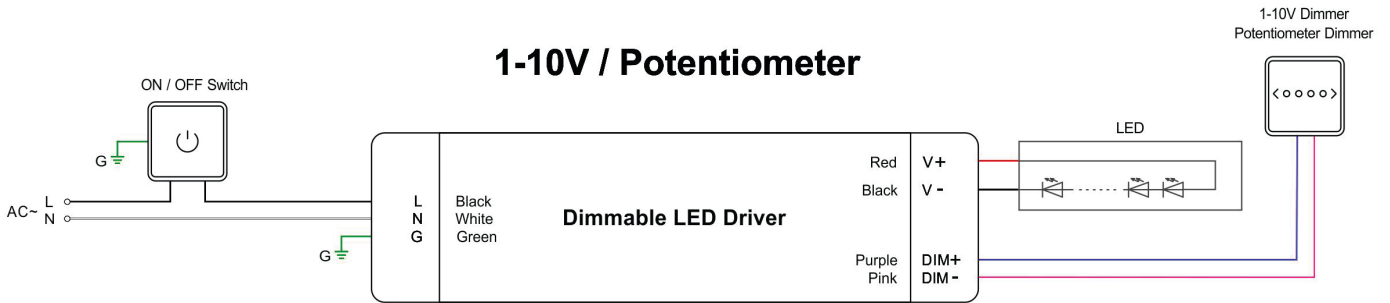 1-10V Dimmer
Potentiometer Dimmer
1-10V / Potentiometer
ON / OFF Switch
G
LED
AC~ L
N
G
L Black
N White
G Green
Dimmable LED Driver
Red V+
Black V -
Purple DIM+
Pink DIM -